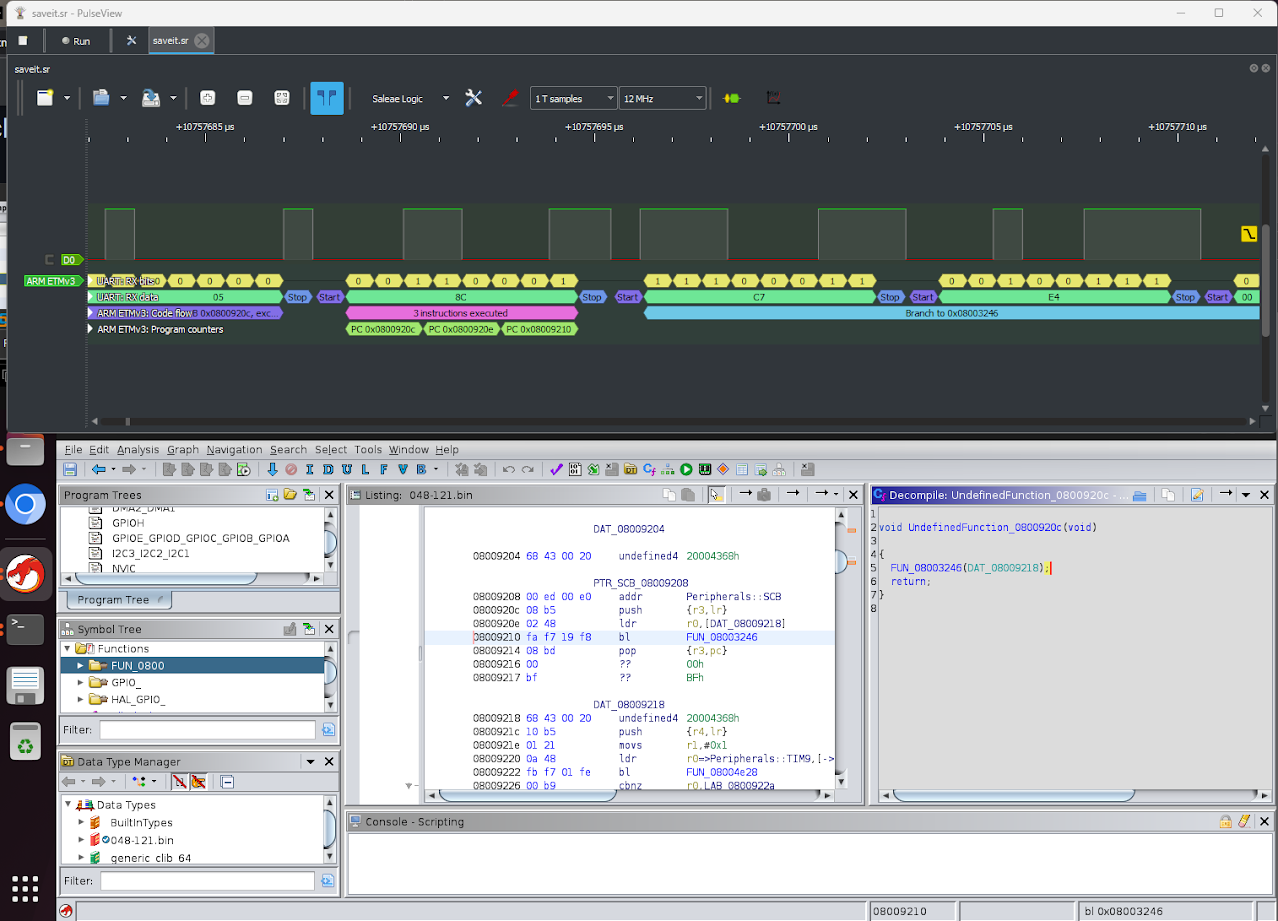 saveit.sr - PulseView
Run
saveit.sr
saveit.sr
Saleae Logic
1 T samples
12 MHz
+10757685 µs
+10757690 µs
+10757695 µs
+10757700 µs
+10757705 µs
+10757710 µs
D0
ARM ETMv3
UART: RX bits 0 0 0 0 0 0 0 1 1 0 0 0 1 1 1 1 0 0 0 1 1 0 0 1 0 0 1 1 1 0
UART: RX data 05 Stop Start 8C Stop Start C7 Stop Start E4 Stop Start 00
ARM ETMv3: Code flow B 0x0800920c, exc... 3 instructions executed Branch to 0x08003246
ARM ETMv3: Program counters PC 0x0800920c PC 0x0800920e PC 0x08009210
File Edit Analysis Graph Navigation Search Select Tools Window Help
I D U L F V B
Program Trees
DMA2_DMA1
GPIOH
GPIOE_GPIOD_GPIOC_GPIOB_GPIOA
I2C3_I2C2_I2C1
NVIC
Program Tree
Symbol Tree
Functions
FUN_0800
GPIO_
HAL_GPIO_
Filter:
Data Type Manager
Data Types
BuiltInTypes
048-121.bin
generic_clib_64
Filter:
Listing: 048-121.bin
DAT_08009204
08009204 68 43 00 20 undefined4 20004368h
PTR_SCB_08009208
08009208 00 ed 00 e0 addr Peripherals::SCB
0800920c 08 b5 push {r3,lr}
0800920e 02 48 ldr r0,[DAT_08009218]
08009210 fa f7 19 f8 bl FUN_08003246
08009214 08 bd pop {r3,pc}
08009216 00 ?? 00h
08009217 bf ?? BFh
DAT_08009218
08009218 68 43 00 20 undefined4 20004368h
0800921c 10 b5 push {r4,lr}
0800921e 01 21 movs r1,#0x1
08009220 0a 48 ldr r0=>Peripherals::TIM9,[->
08009222 fb f7 01 fe bl FUN_08004e28
08009226 00 b9 cbnz r0,LAB_0800922a
Decompile: UndefinedFunction_0800920c - ...
1
2 void UndefinedFunction_0800920c(void)
3
4 {
5 FUN_08003246(DAT_08009218);
6 return;
7 }
8
Console - Scripting
08009210
bl 0x08003246